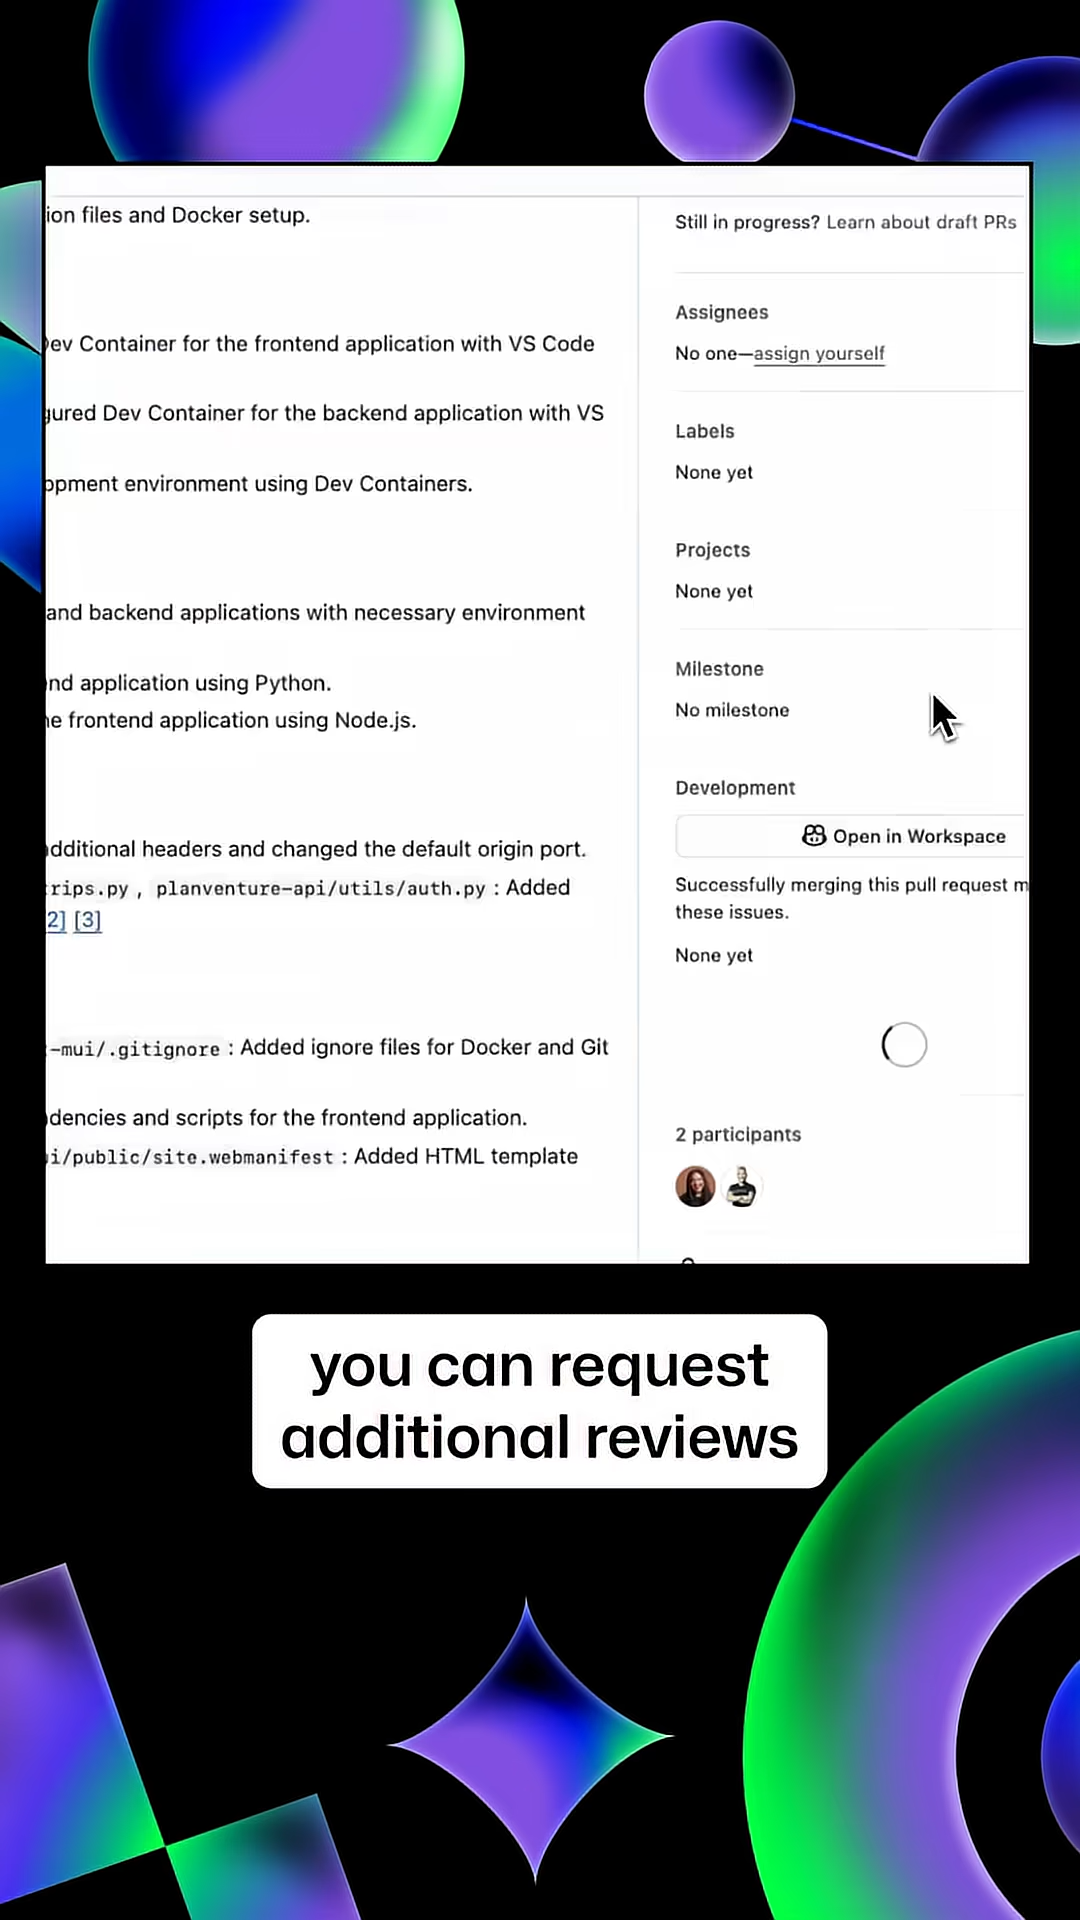 ion files and Docker setup.
Dev Container for the frontend application with VS Code
gured Dev Container for the backend application with VS
opment environment using Dev Containers.
and backend applications with necessary environment
nd application using Python.
he frontend application using Node.js.
additional headers and changed the default origin port.
rips.py , planventure-api/utils/auth.py : Added
2] [3]
-mui/.gitignore : Added ignore files for Docker and Git
dencies and scripts for the frontend application.
ui/public/site.webmanifest : Added HTML template
Still in progress? Learn about draft PRs
Assignees
No one—assign yourself
Labels
None yet
Projects
None yet
Milestone
No milestone
Development
Open in Workspace
Successfully merging this pull request m
these issues.
None yet
2 participants
you can request
additional reviews